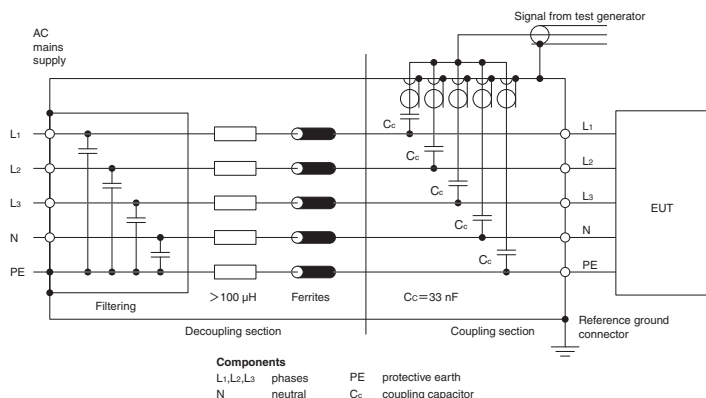 Signal from test generator
AC
mains
supply
L1
L2
L3
N
PE
Cc
Cc
Cc
Cc
Cc
L1
L2
L3
N
PE
EUT
Filtering
>100 µH
Ferrites
Cc=33 nF
Decoupling section
Coupling section
Reference ground
connector
Components
L1,L2,L3 phases PE protective earth
N neutral Cc coupling capacitor